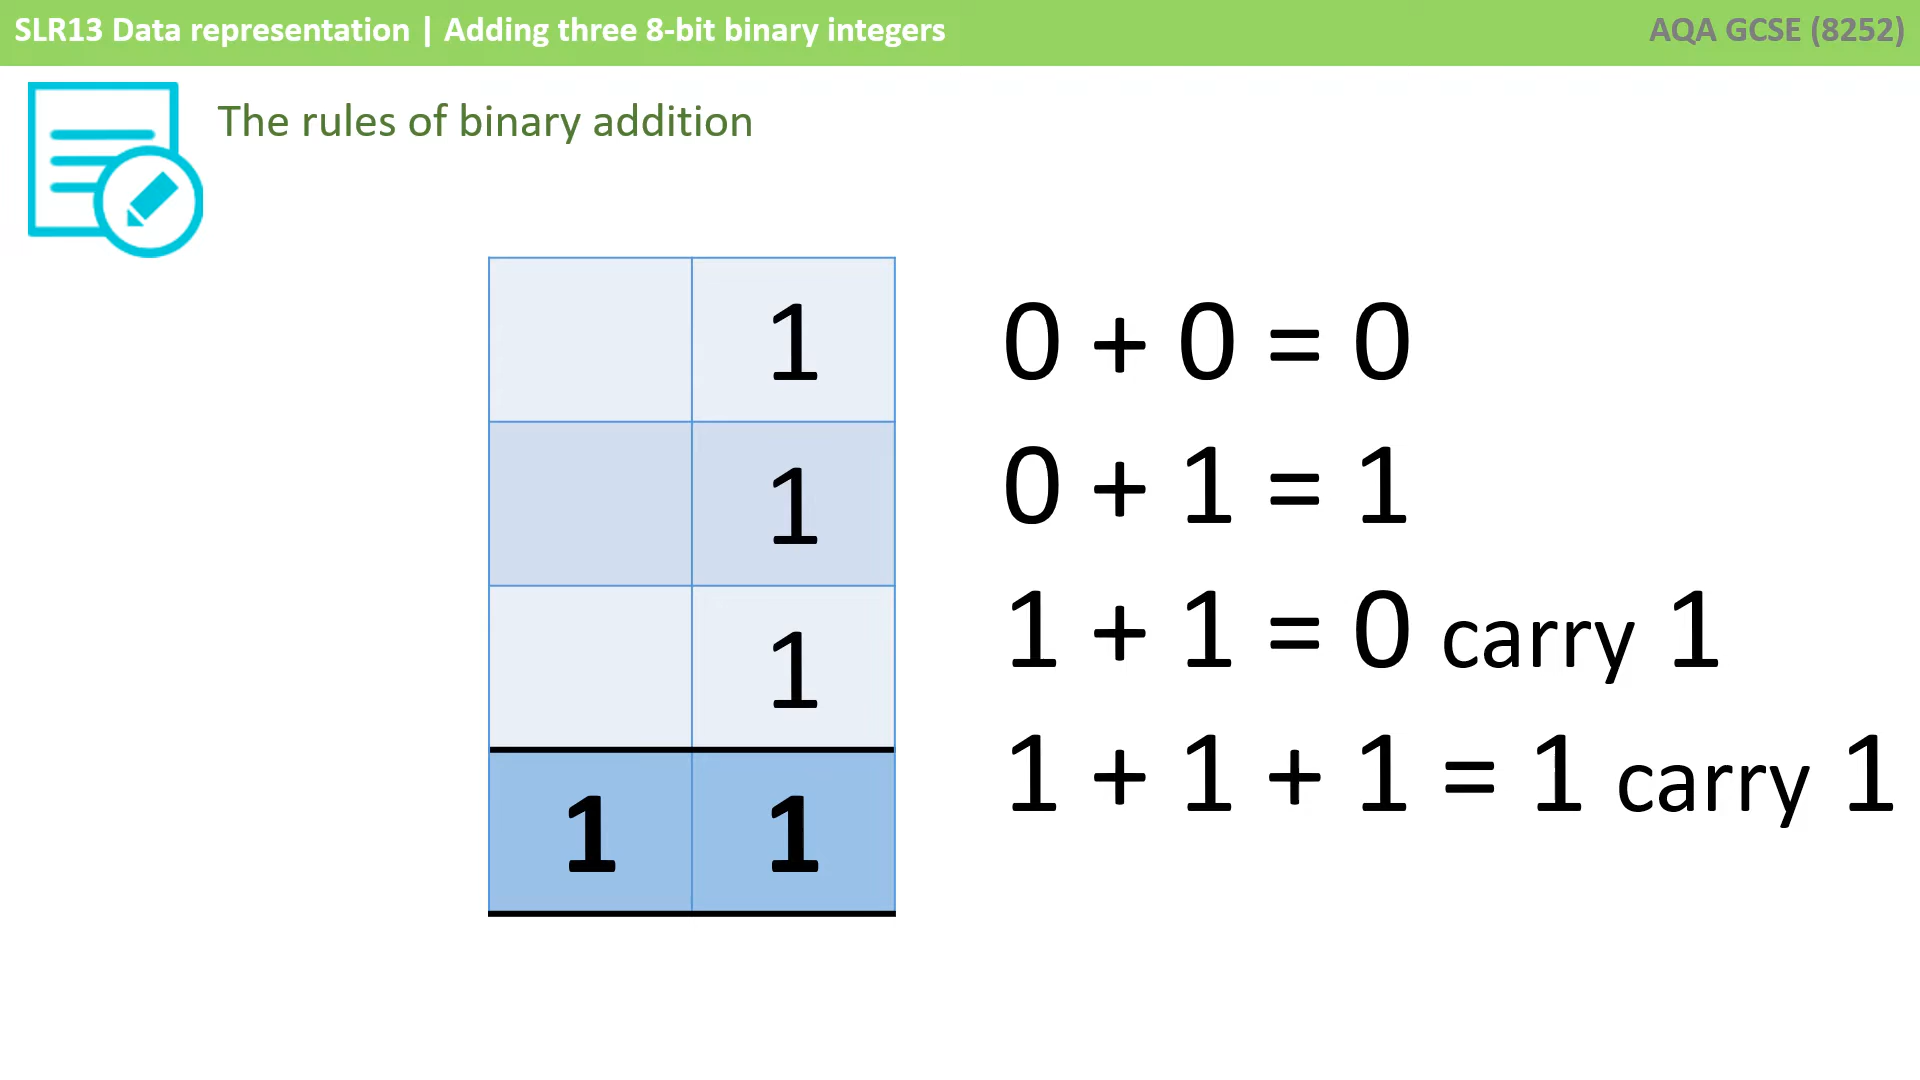 SLR13 Data representation | Adding three 8-bit binary integers
AQA GCSE (8252)
The rules of binary addition
1
1
1
1 1
0 + 0 = 0
0 + 1 = 1
1 + 1 = 0 carry 1
1 + 1 + 1 = 1 carry 1